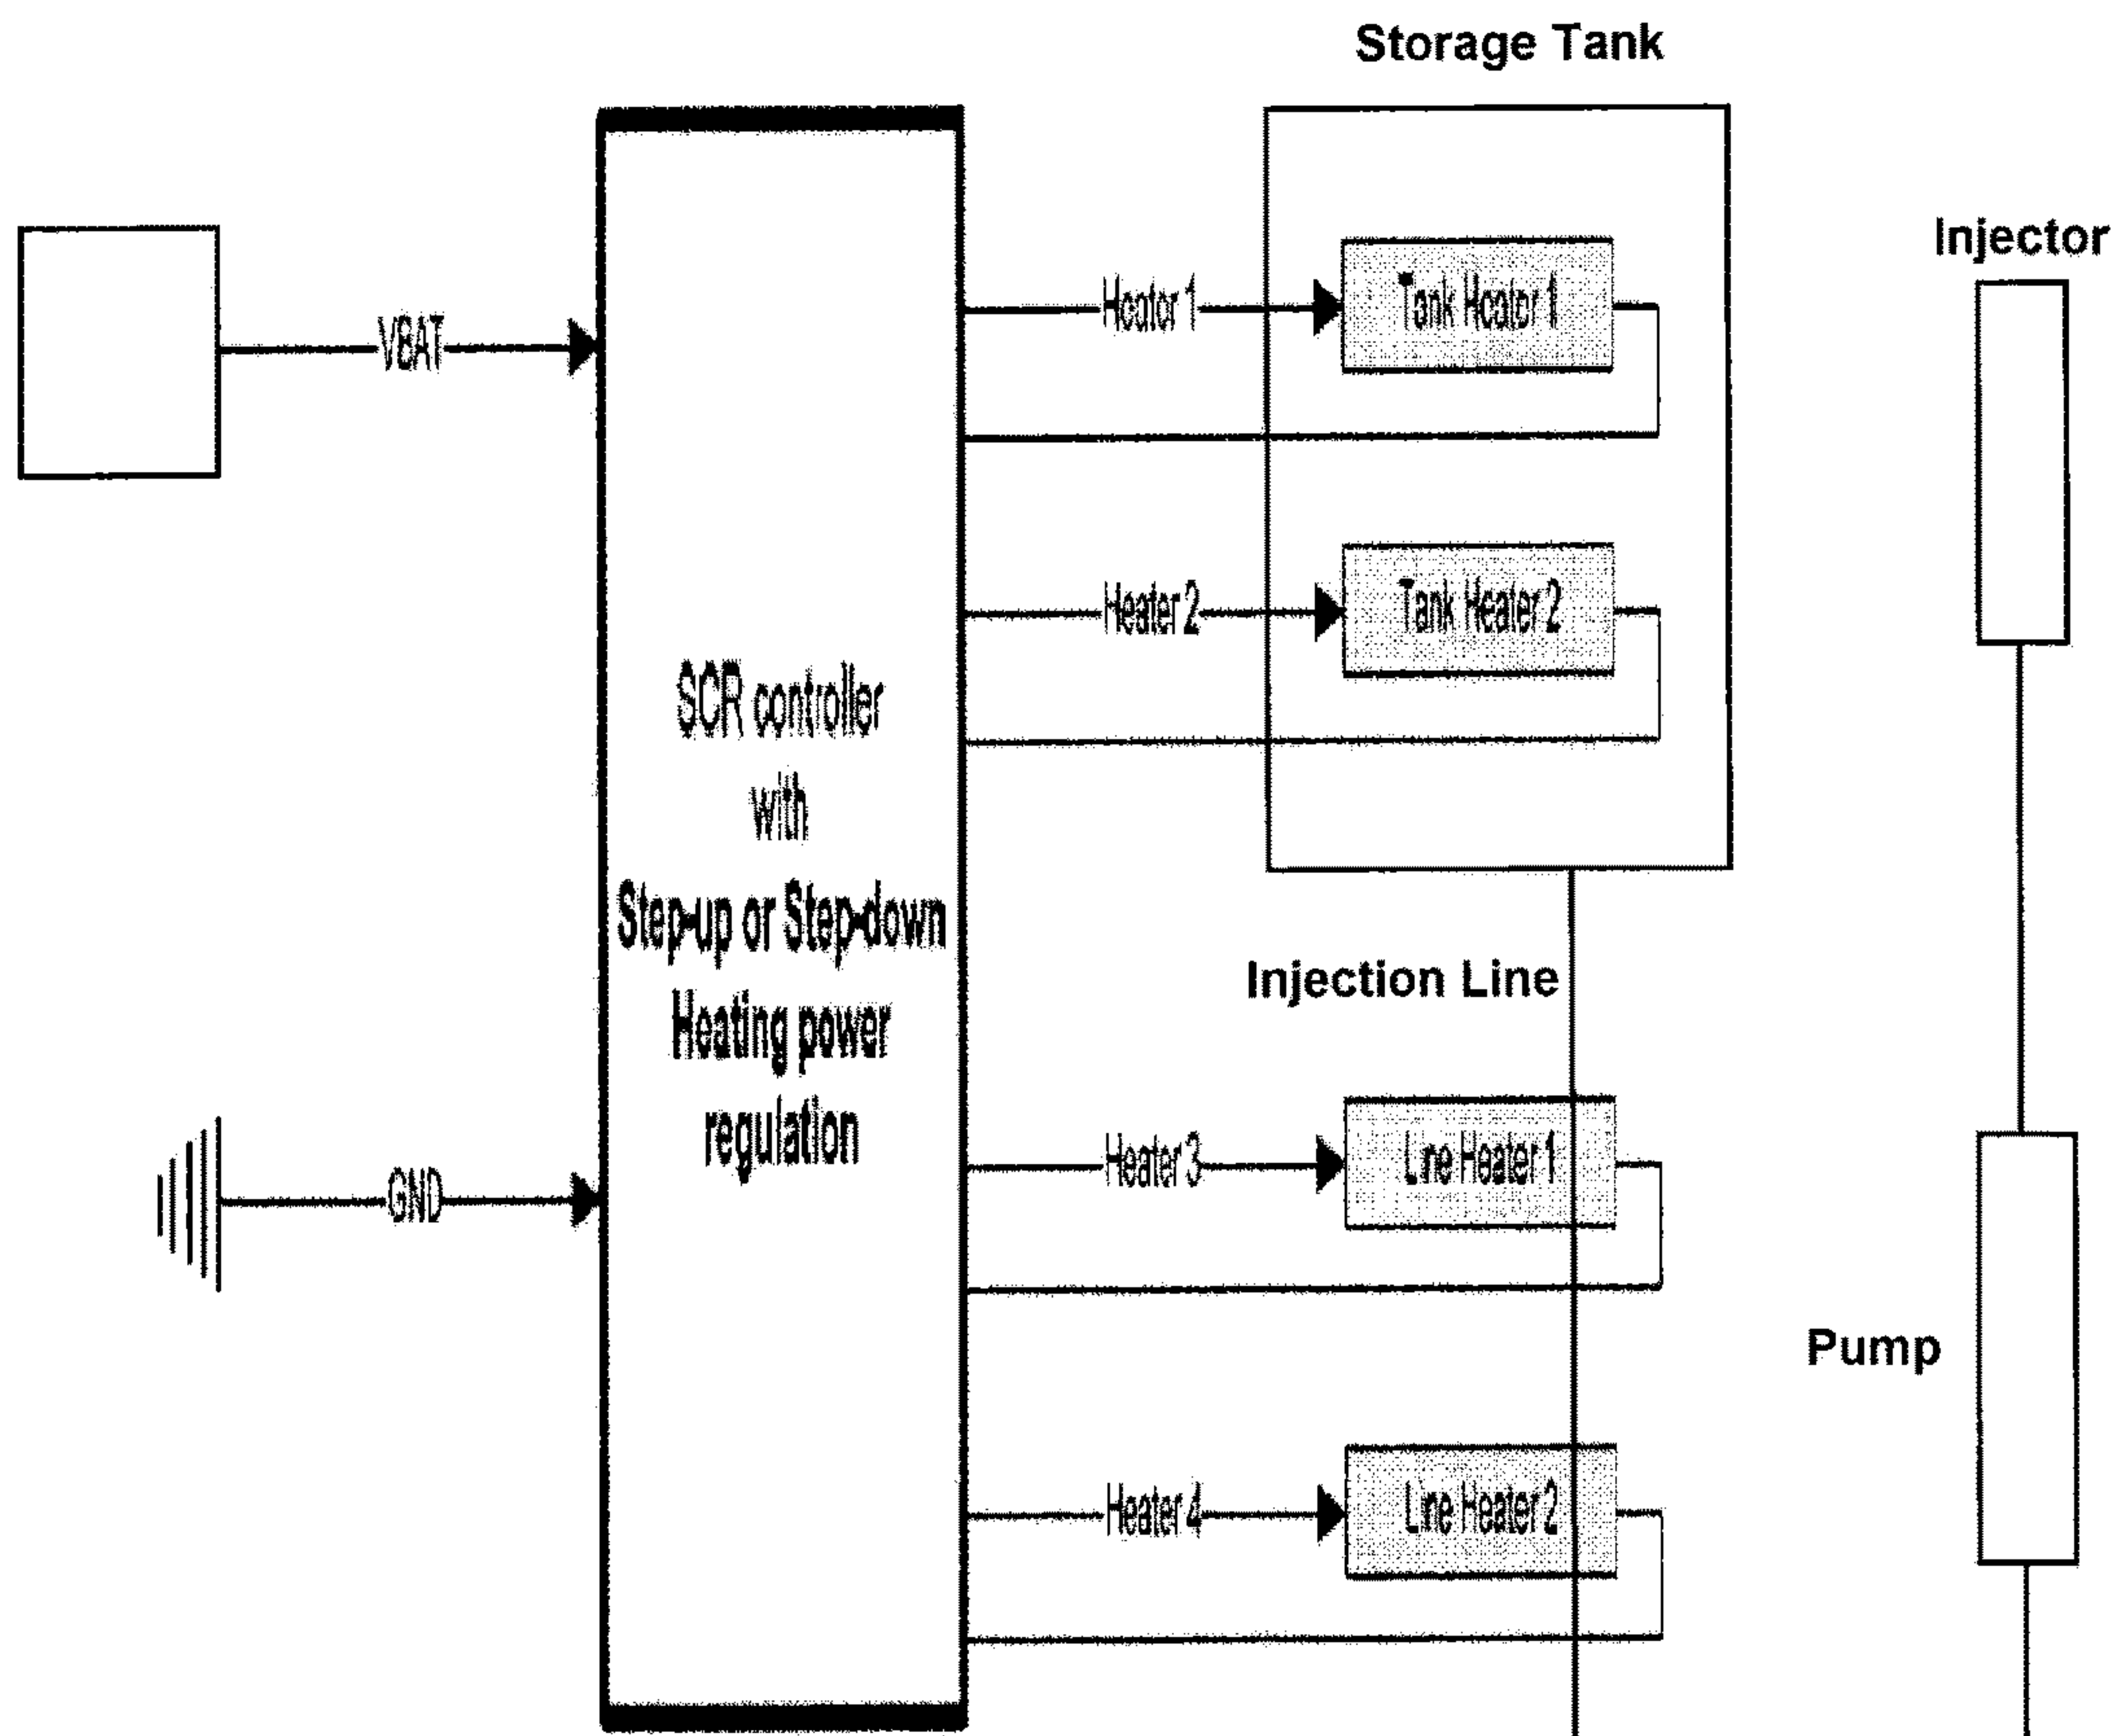 Storage Tank
Injector
VBAT
Heater 1
Tank Heater 1
Heater 2
Tank Heater 2
SCR controller
with
Step-up or Step-down
Heating power
regulation
Injection Line
GND
Heater 3
Line Heater 1
Pump
Heater 4
Line Heater 2